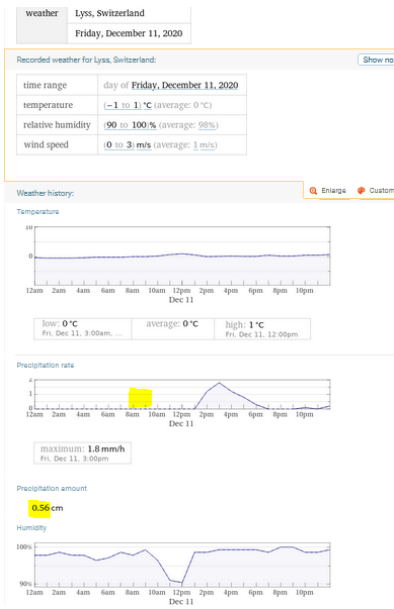 weather Lyss, Switzerland
Friday, December 11, 2020
Recorded weather for Lyss, Switzerland: Show no
time range day of Friday, December 11, 2020
temperature (−1 to 1) °C (average: 0 °C)
relative humidity (90 to 100)% (average: 98%)
wind speed (0 to 3) m/s (average: 1 m/s)
Weather history: Enlarge Custom
Temperature
10
0
12am 2am 4am 6am 8am 10am 12pm 2pm 4pm 6pm 8pm 10pm
Dec 11
low: 0 °C average: 0 °C high: 1 °C
Fri, Dec 11, 3:00am, ... Fri, Dec 11, 12:00pm
Precipitation rate
2
1
0
12am 2am 4am 6am 8am 10am 12pm 2pm 4pm 6pm 8pm 10pm
Dec 11
maximum: 1.8 mm/h
Fri, Dec 11, 3:00pm
Precipitation amount
0.56 cm
Humidity
100%
90%
12am 2am 4am 6am 8am 10am 12pm 2pm 4pm 6pm 8pm 10pm
Dec 11